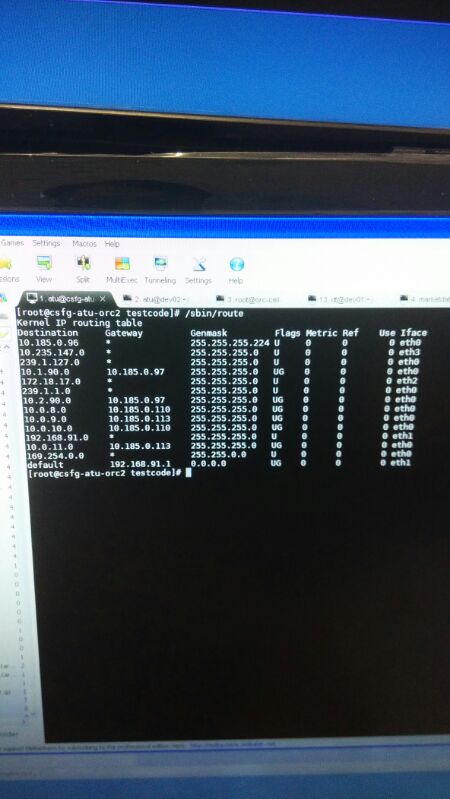 Games Settings Macros Help
View Split MultiExec Tunneling Settings Help
1. atu@csfg-atu 2. atu@dev02:~ 3. root@orc-cel 13. dt@dev01:~
[root@csfg-atu-orc2 testcode]# /sbin/route
Kernel IP routing table
Destination Gateway Genmask Flags Metric Ref Use Iface
10.185.0.96 * 255.255.255.224 U 0 0 0 eth0
10.235.147.0 * 255.255.255.0 U 0 0 0 eth3
239.1.127.0 * 255.255.255.0 U 0 0 0 eth0
10.1.90.0 10.185.0.97 255.255.255.0 UG 0 0 0 eth0
172.18.17.0 * 255.255.255.0 U 0 0 0 eth2
239.1.1.0 * 255.255.255.0 U 0 0 0 eth0
90.2.90.0 10.185.0.97 255.255.255.0 UG 0 0 0 eth0
10.0.8.0 10.185.0.110 255.255.255.0 UG 0 0 0 eth0
10.0.9.0 10.185.0.113 255.255.255.0 UG 0 0 0 eth0
10.0.10.0 10.185.0.110 255.255.255.0 UG 0 0 0 eth0
192.168.91.0 * 255.255.255.0 U 0 0 0 eth1
10.0.11.0 10.185.0.113 255.255.255.0 UG 0 0 0 eth0
169.254.0.0 * 255.255.0.0 U 0 0 0 eth0
default 192.168.91.1 0.0.0.0 UG 0 0 0 eth1
[root@csfg-atu-orc2 testcode]#